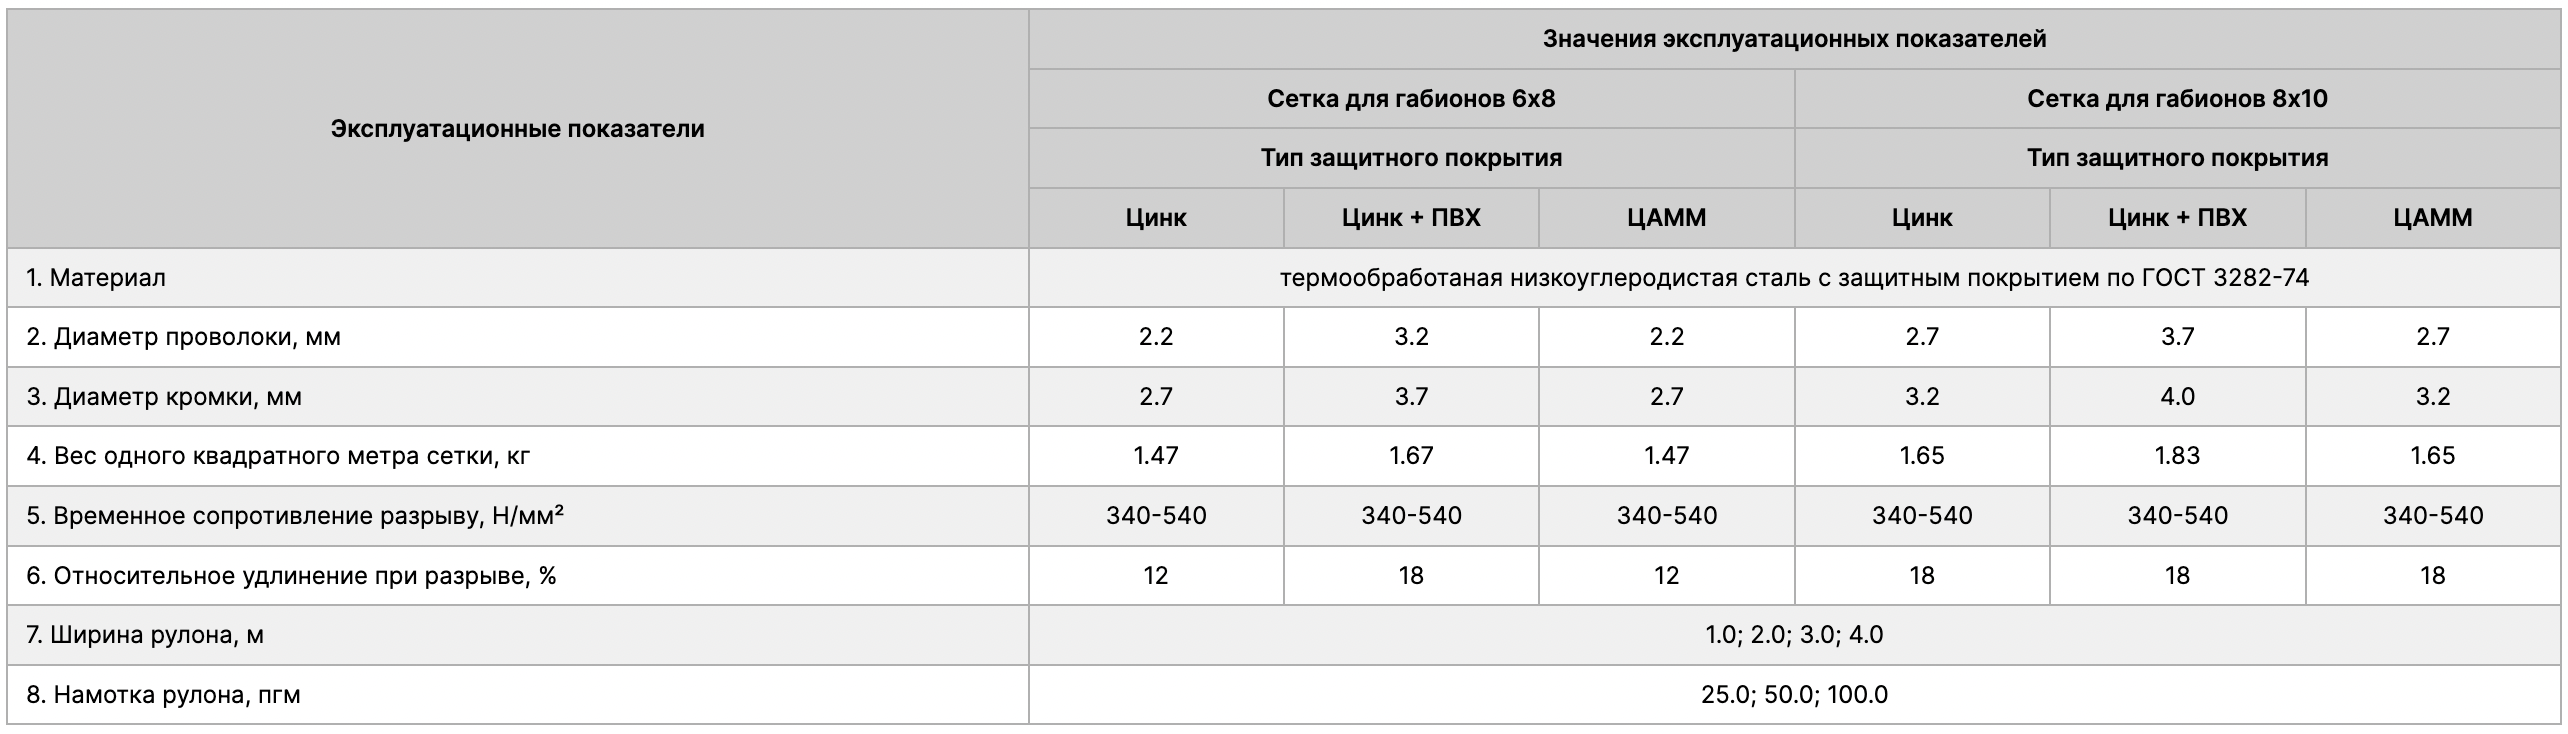 Эксплуатационные показатели
Значения эксплуатационных показателей
Сетка для габионов 6x8 Сетка для габионов 8x10
Тип защитного покрытия Тип защитного покрытия
Цинк Цинк + ПВХ ЦАММ Цинк Цинк + ПВХ ЦАММ
1. Материал термообработаная низкоуглеродистая сталь с защитным покрытием по ГОСТ 3282-74
2. Диаметр проволоки, мм 2.2 3.2 2.2 2.7 3.7 2.7
3. Диаметр кромки, мм 2.7 3.7 2.7 3.2 4.0 3.2
4. Вес одного квадратного метра сетки, кг 1.47 1.67 1.47 1.65 1.83 1.65
5. Временное сопротивление разрыву, Н/мм² 340-540 340-540 340-540 340-540 340-540 340-540
6. Относительное удлинение при разрыве, % 12 18 12 18 18 18
7. Ширина рулона, м 1.0; 2.0; 3.0; 4.0
8. Намотка рулона, пгм 25.0; 50.0; 100.0